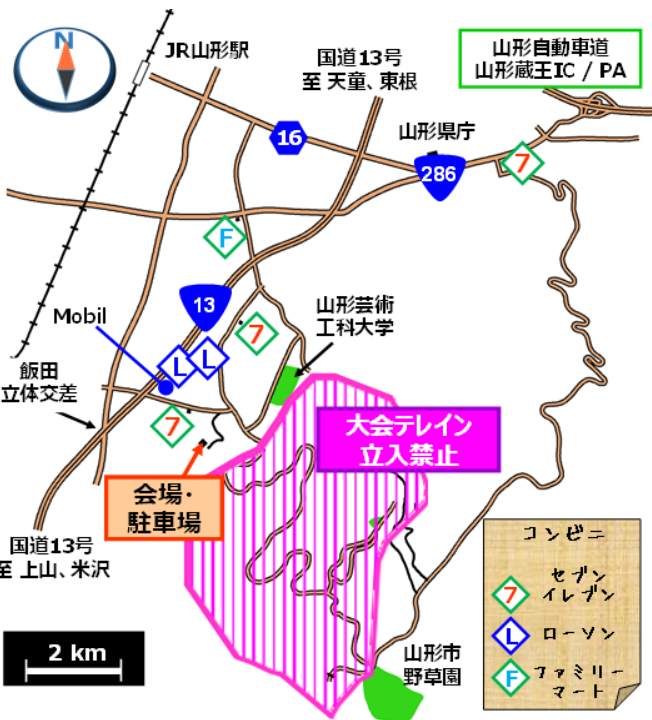 N
JR山形駅
国道13号
至 天童、東根
山形自動車道
山形蔵王IC / PA
16
山形県庁
286
7
F
13
Mobil
山形芸術
工科大学
7
L
L
飯田
立体交差
7
大会テレイン
立入禁止
会場・
駐車場
国道13号
至 上山、米沢
コンビニ
7
セブン
イレブン
L
ローソン
F
ファミリー
マート
2 km
山形市
野草園